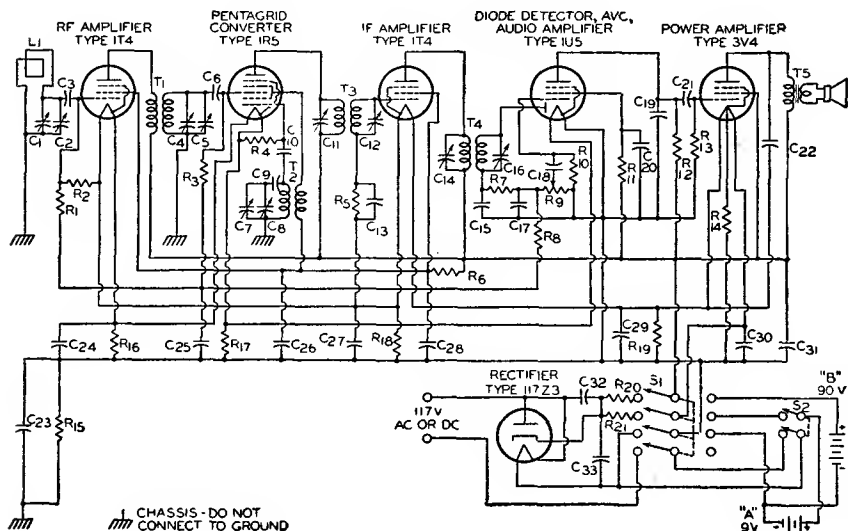 RF AMPLIFIER
TYPE 1T4
PENTAGRID
CONVERTER
TYPE 1R5
IF AMPLIFIER
TYPE 1T4
DIODE DETECTOR, AVC,
AUDIO AMPLIFIER
TYPE 1U5
POWER AMPLIFIER
TYPE 3V4
L1
C3
T1
C6
T3
T4
C19
C21
T5
C1
C2
C4
C5
R4
C10
C11
C12
C14
C16
C18
R10
R11
C20
R12
R13
C22
R1
R2
R3
C9
T2
C7
C8
R5
C13
C15
R7
C17
R9
R8
R14
R6
C24
R16
C25
R17
C26
C27
R18
C28
C29
R19
C30
C31
C23
R15
RECTIFIER
TYPE 117Z3
C32
R20
S1
117V
AC OR DC
R21
C33
S2
"B"
90 V
+
-
CHASSIS - DO NOT
CONNECT TO GROUND
"A"
9V
- +